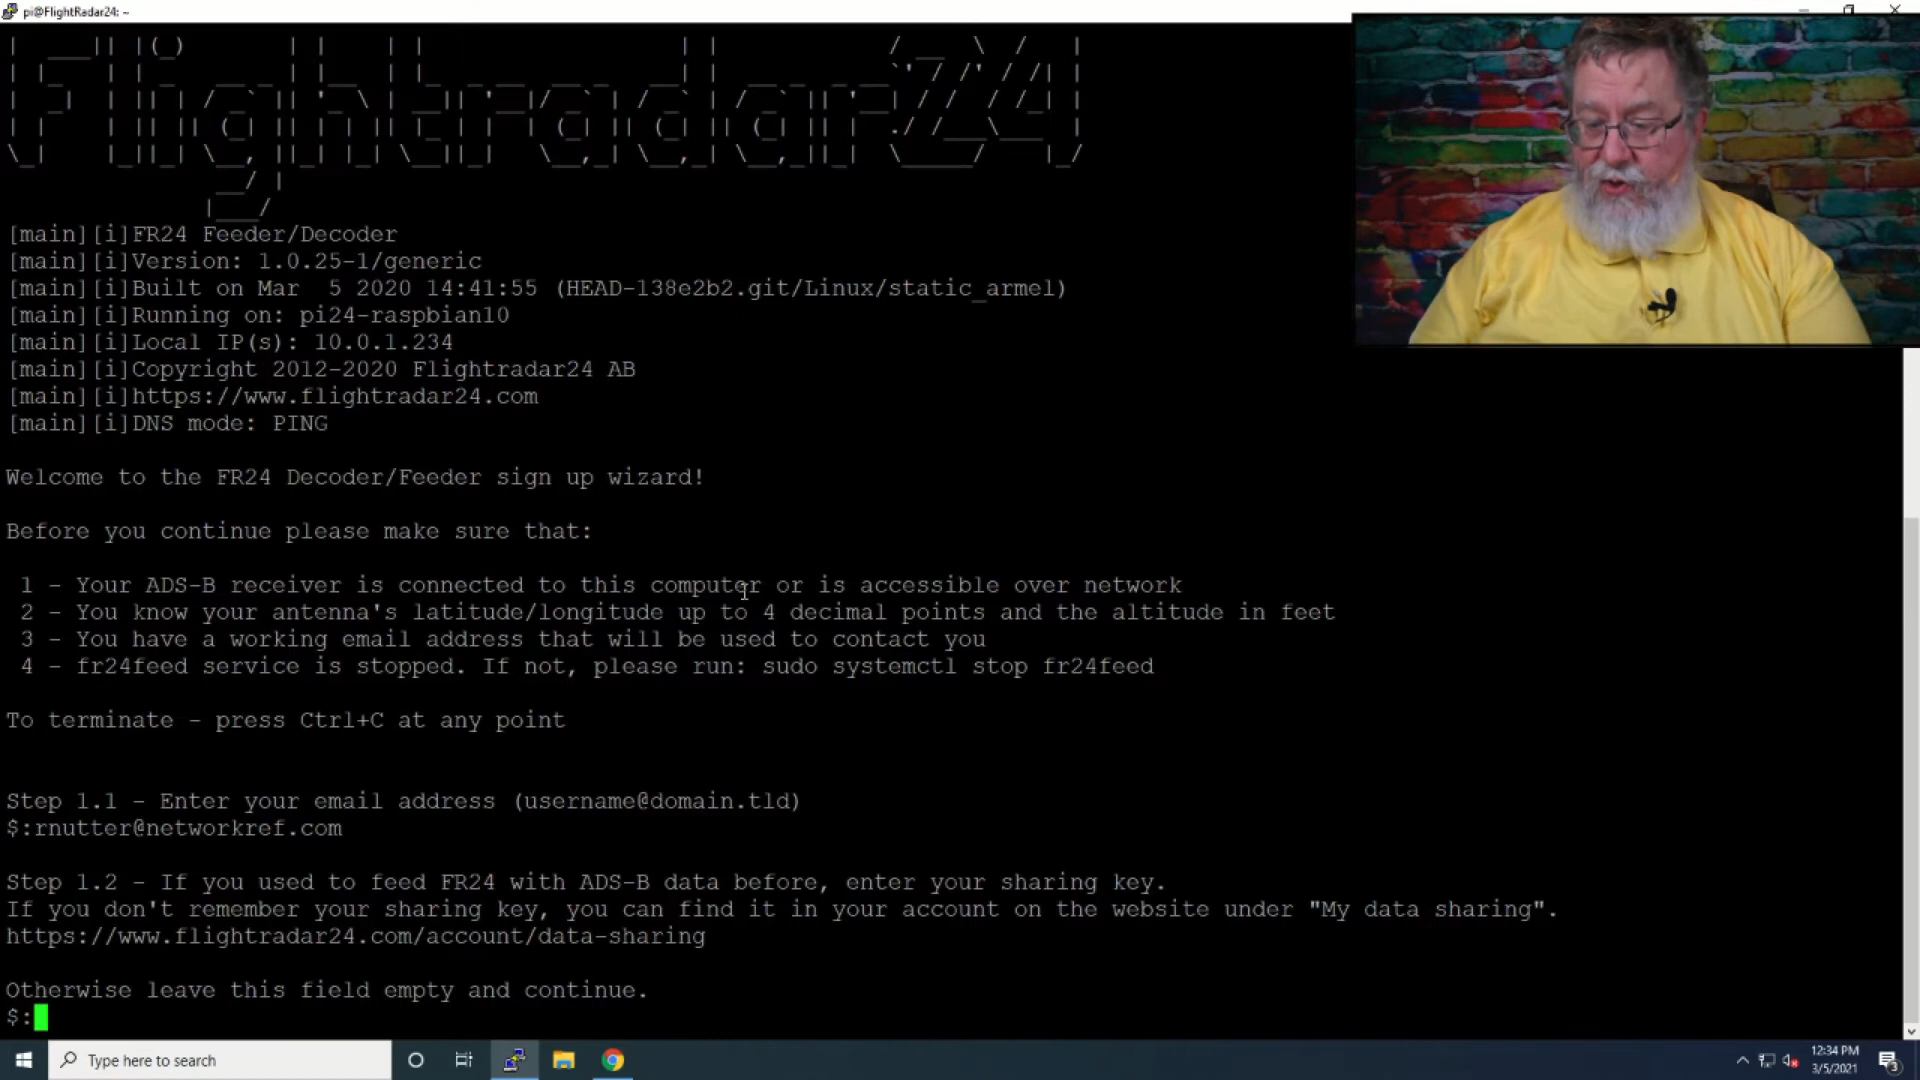 pi@FlightRadar24: ~
Flightradar24
[main][i]FR24 Feeder/Decoder
[main][i]Version: 1.0.25-1/generic
[main][i]Built on Mar  5 2020 14:41:55 (HEAD-138e2b2.git/Linux/static_armel)
[main][i]Running on: pi24-raspbian10
[main][i]Local IP(s): 10.0.1.234
[main][i]Copyright 2012-2020 Flightradar24 AB
[main][i]https://www.flightradar24.com
[main][i]DNS mode: PING
Welcome to the FR24 Decoder/Feeder sign up wizard!
Before you continue please make sure that:
1 - Your ADS-B receiver is connected to this computer or is accessible over network
2 - You know your antenna's latitude/longitude up to 4 decimal points and the altitude in feet
3 - You have a working email address that will be used to contact you
4 - fr24feed service is stopped. If not, please run: sudo systemctl stop fr24feed
To terminate - press Ctrl+C at any point
Step 1.1 - Enter your email address (username@domain.tld)
$:rnutter@networkref.com
Step 1.2 - If you used to feed FR24 with ADS-B data before, enter your sharing key.
If you don't remember your sharing key, you can find it in your account on the website under "My data sharing".
https://www.flightradar24.com/account/data-sharing
Otherwise leave this field empty and continue.
$:
Type here to search
12:34 PM
3/5/2021
3